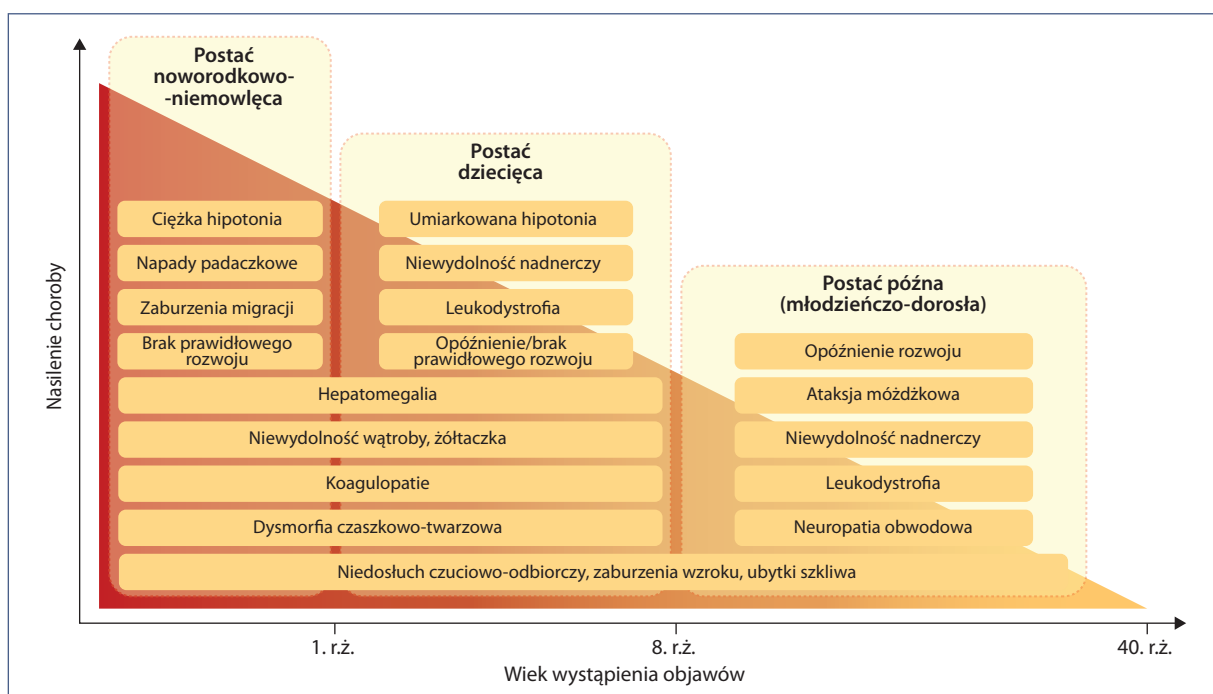 Nasilenie choroby
Postać
noworodkowo-
-niemowlęca
Ciężka hipotonia
Napady padaczkowe
Zaburzenia migracji
Brak prawidłowego
rozwoju
Postać
dziecięca
Umiarkowana hipotonia
Niewydolność nadnerczy
Leukodystrofia
Opóźnienie/brak
prawidłowego rozwoju
Postać późna
(młodzieńczo-dorosła)
Opóźnienie rozwoju
Ataksja móżdżkowa
Niewydolność nadnerczy
Leukodystrofia
Neuropatia obwodowa
Hepatomegalia
Niewydolność wątroby, żółtaczka
Koagulopatie
Dysmorfia czaszkowo-twarzowa
Niedosłuch czuciowo-odbiorczy, zaburzenia wzroku, ubytki szkliwa
1. r.ż.
8. r.ż.
40. r.ż.
Wiek wystąpienia objawów